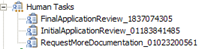 Human Tasks
FinalApplicationReview_1837074305
InitialApplicationReview_01183841485
RequestMoreDocumentation_01023200561